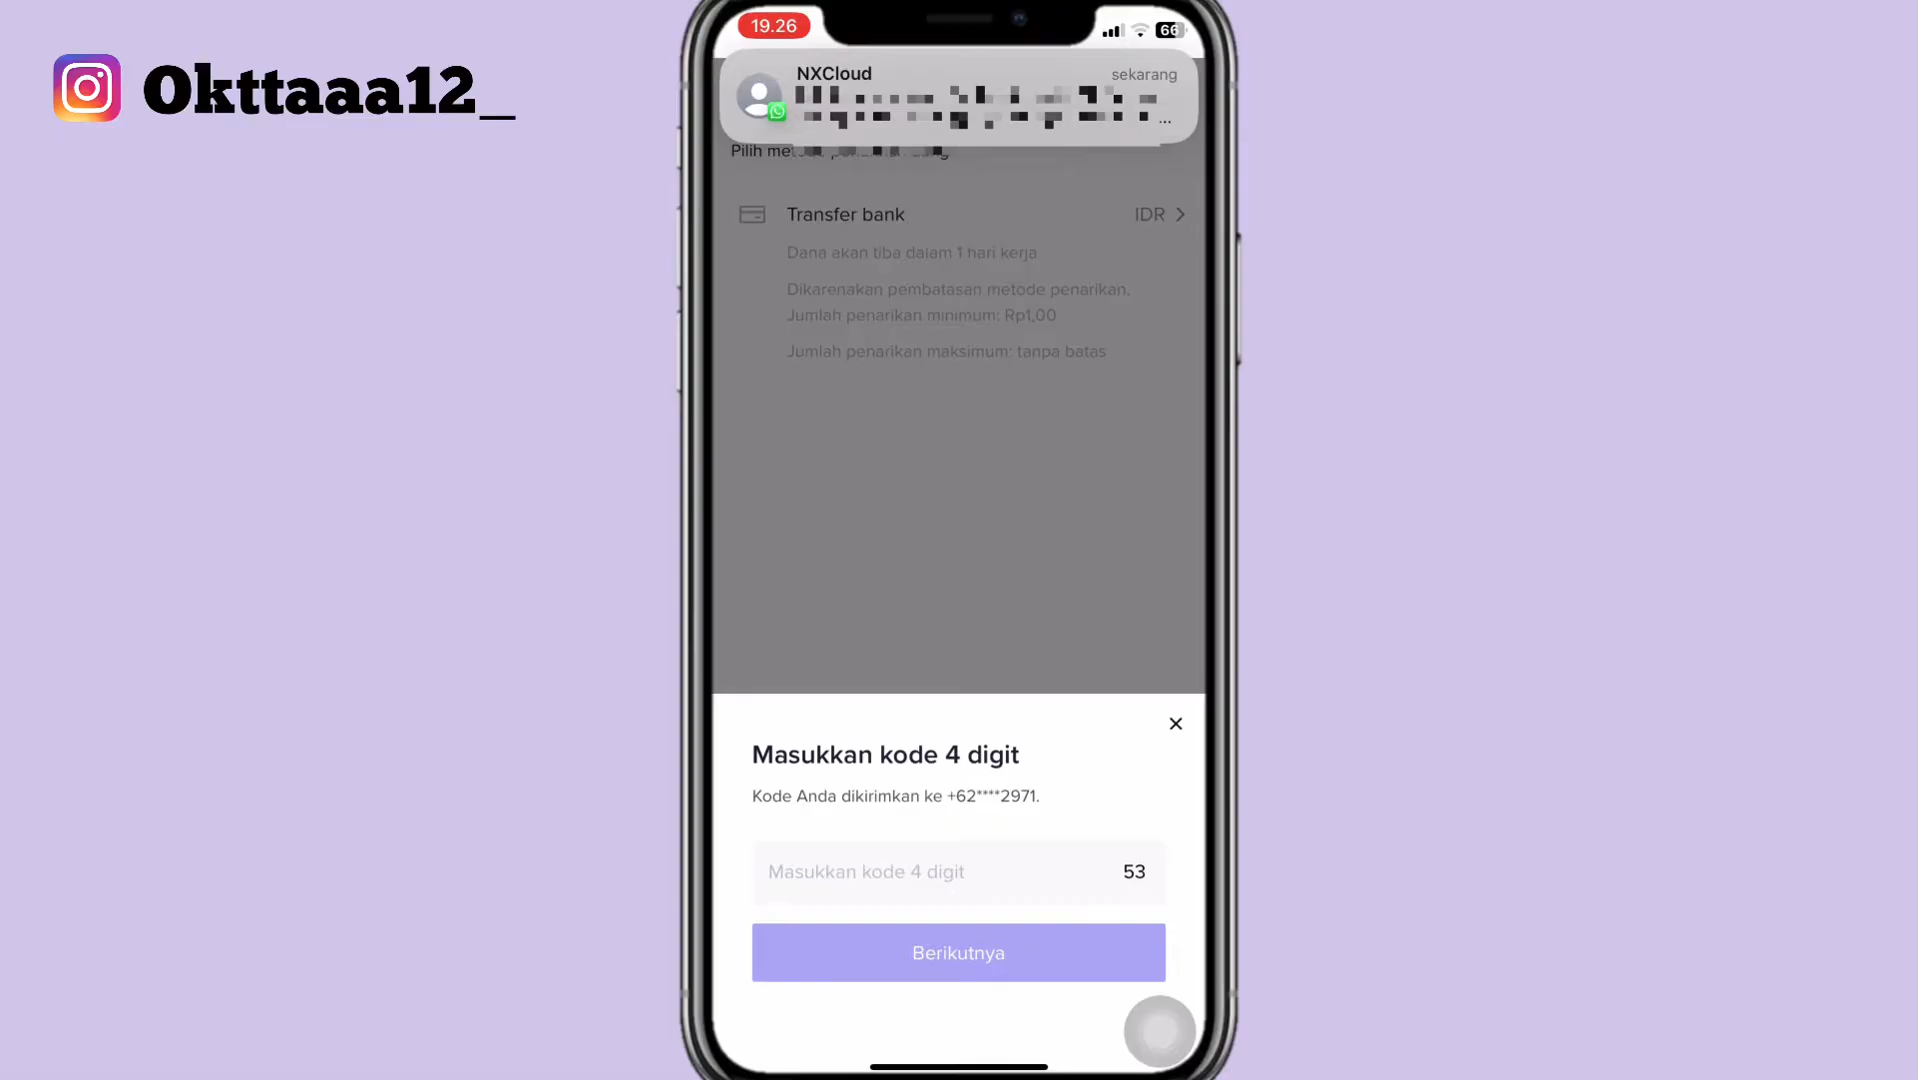 Okttaaa12_
19.26
66
NXCloud
sekarang
...
Pilih
Transfer bank
IDR
Dana akan tiba dalam 1 hari kerja
Dikarenakan pembatasan metode penarikan,
Jumlah penarikan minimum: Rp1,00
Jumlah penarikan maksimum: tanpa batas
Masukkan kode 4 digit
Kode Anda dikirimkan ke +62****2971.
Masukkan kode 4 digit
53
Berikutnya